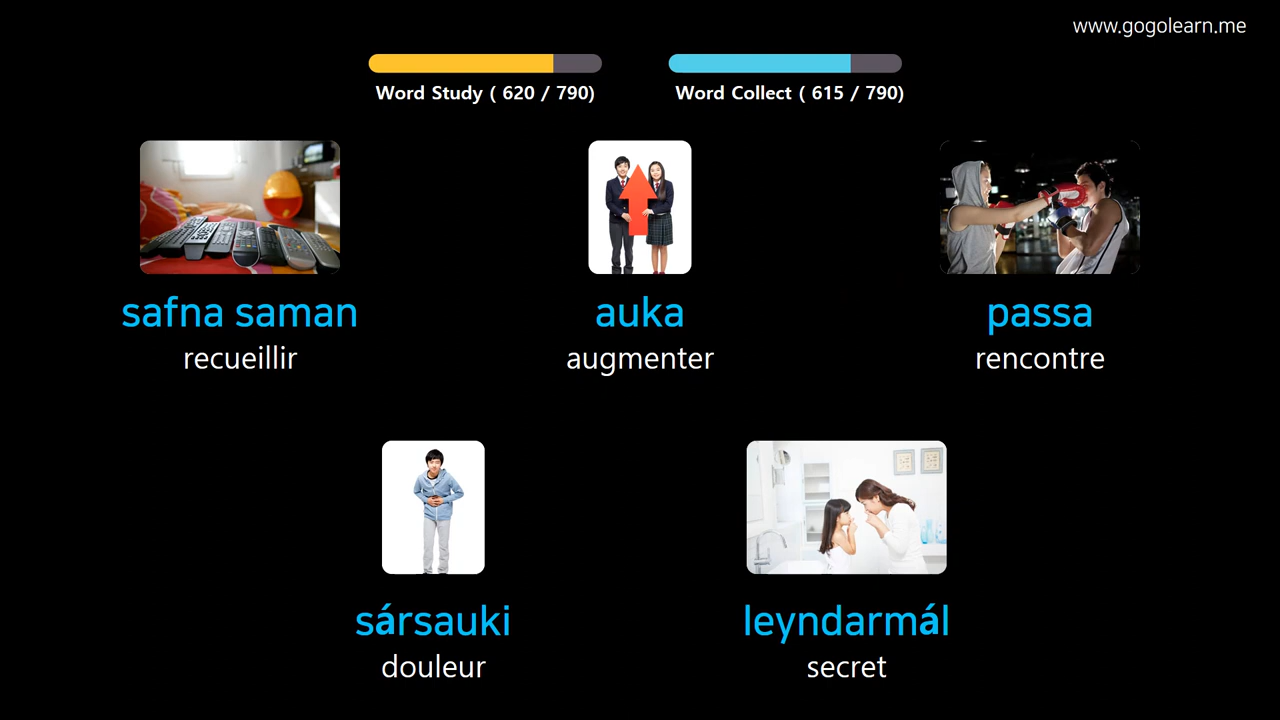 www.gogolearn.me
Word Study ( 620 / 790)
Word Collect ( 615 / 790)
safna saman
recueillir
auka
augmenter
passa
rencontre
sársauki
douleur
leyndarmál
secret